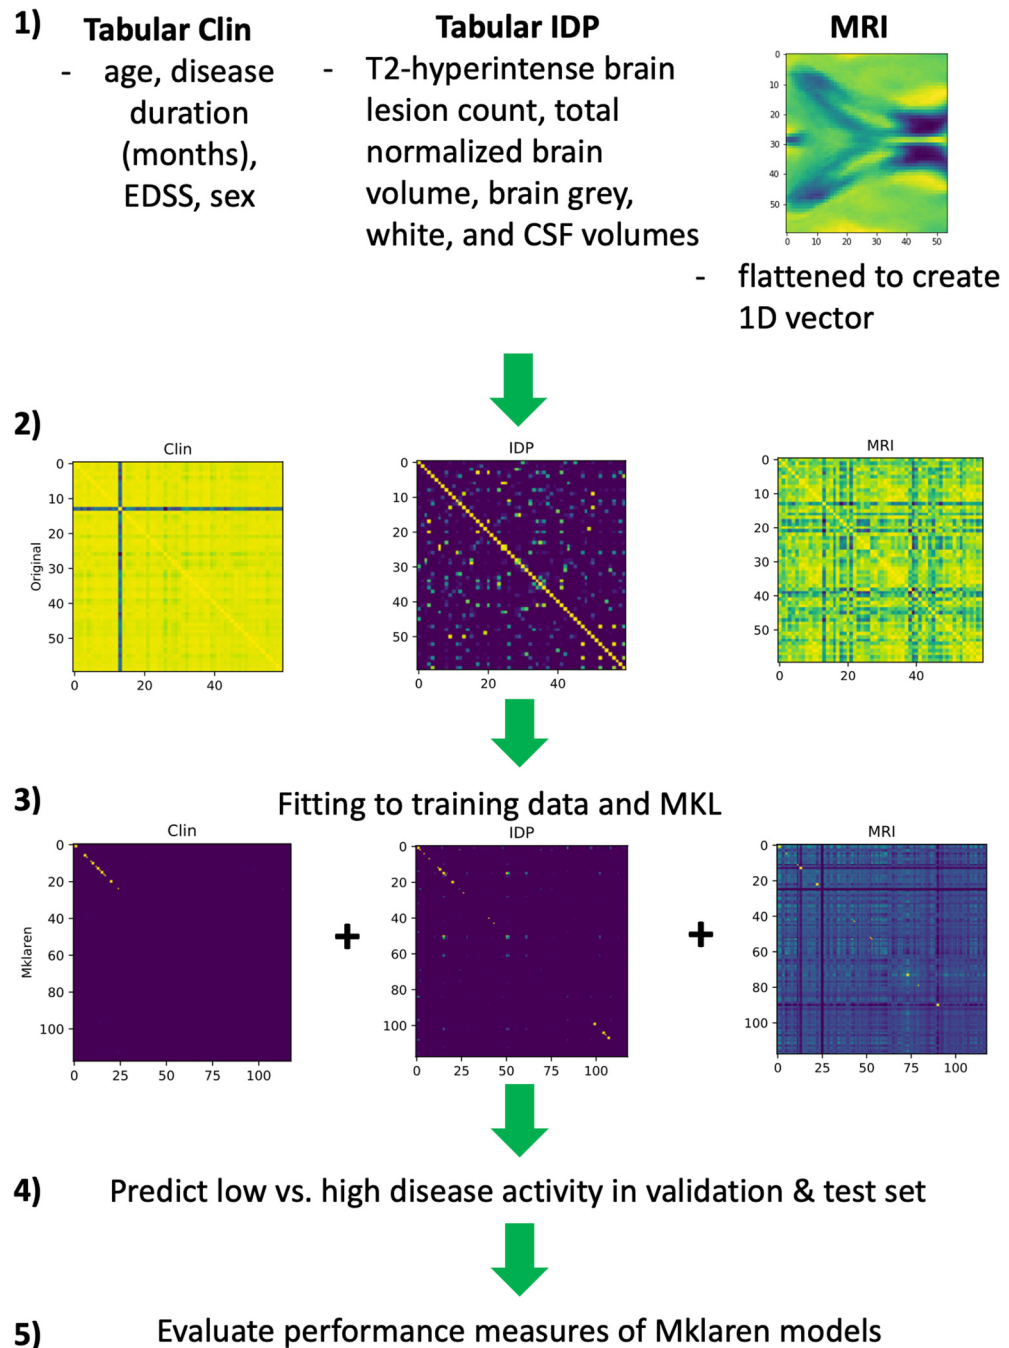 1)
Tabular Clin
- age, disease
duration
(months),
EDSS, sex
Tabular IDP
- T2-hyperintense brain
lesion count, total
normalized brain
volume, brain grey,
white, and CSF volumes
MRI
0
10
20
30
40
50
0 10 20 30 40 50
- flattened to create
1D vector
2)
Clin
Original
0
10
20
30
40
50
0 20 40
IDP
0
10
20
30
40
50
0 20 40
MRI
0
10
20
30
40
50
0 20 40
3)
Fitting to training data and MKL
Clin
Mklaren
0
20
40
60
80
100
0 25 50 75 100
+
IDP
0
20
40
60
80
100
0 25 50 75 100
+
MRI
0
20
40
60
80
100
0 25 50 75 100
4)
Predict low vs. high disease activity in validation & test set
5)
Evaluate performance measures of Mklaren models